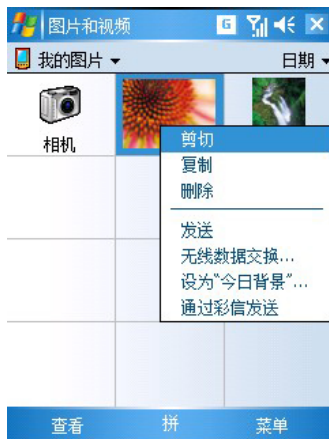 图片和视频 G
我的图片 日期
相机
剪切
复制
删除
发送
无线数据交换...
设为“今日背景”...
通过彩信发送
查看 拼 菜单